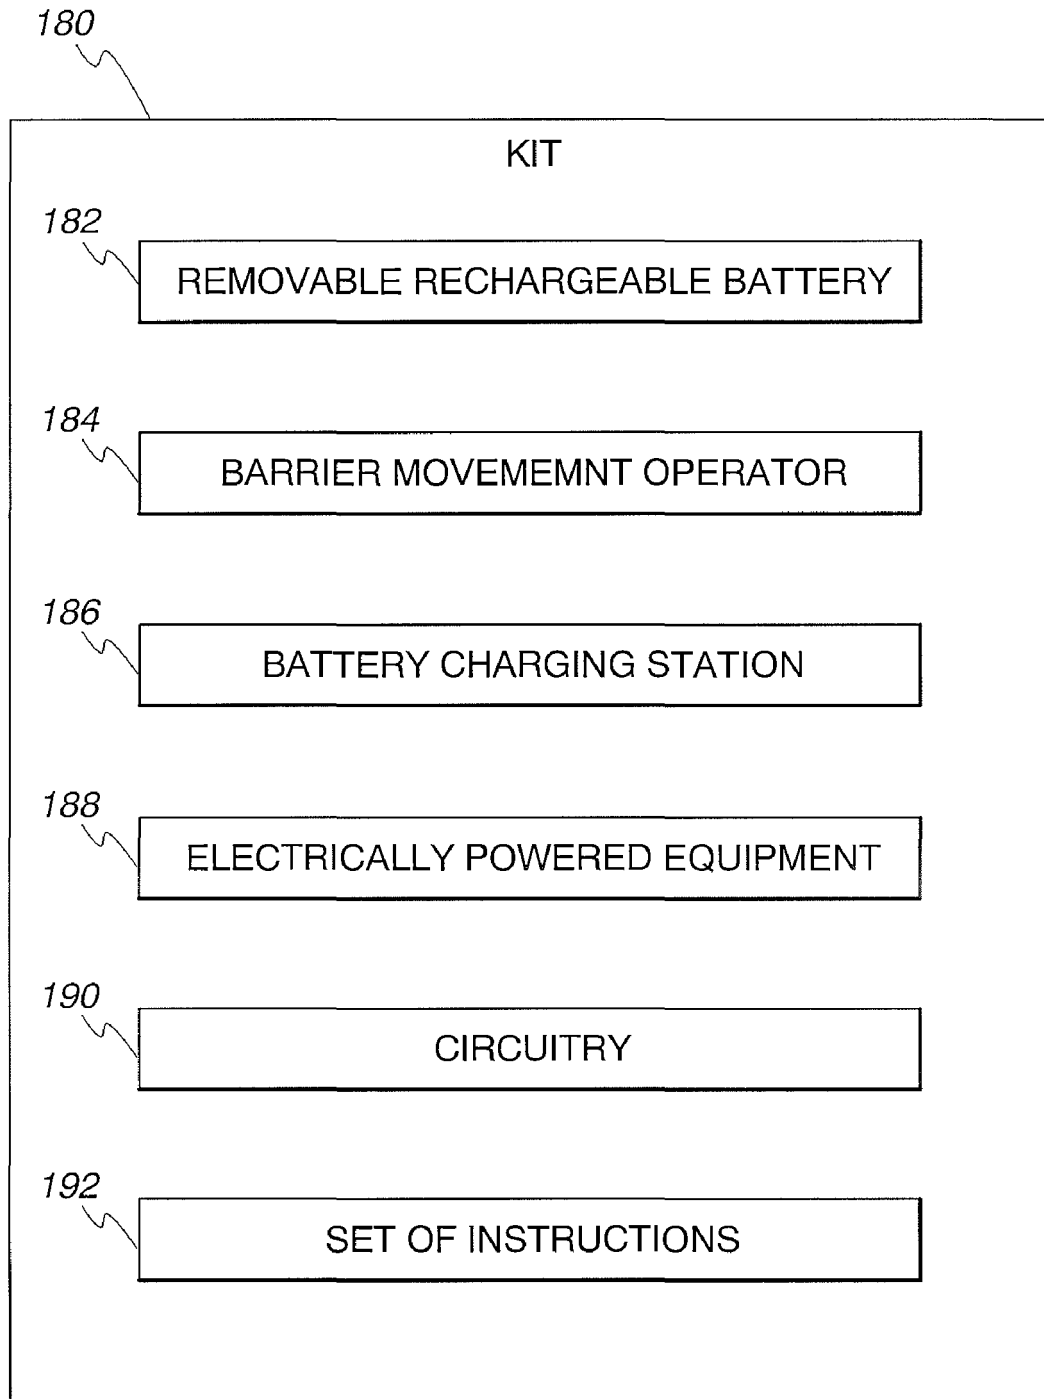 180
KIT
182
REMOVABLE RECHARGEABLE BATTERY
184
BARRIER MOVEMEMNT OPERATOR
186
BATTERY CHARGING STATION
188
ELECTRICALLY POWERED EQUIPMENT
190
CIRCUITRY
192
SET OF INSTRUCTIONS